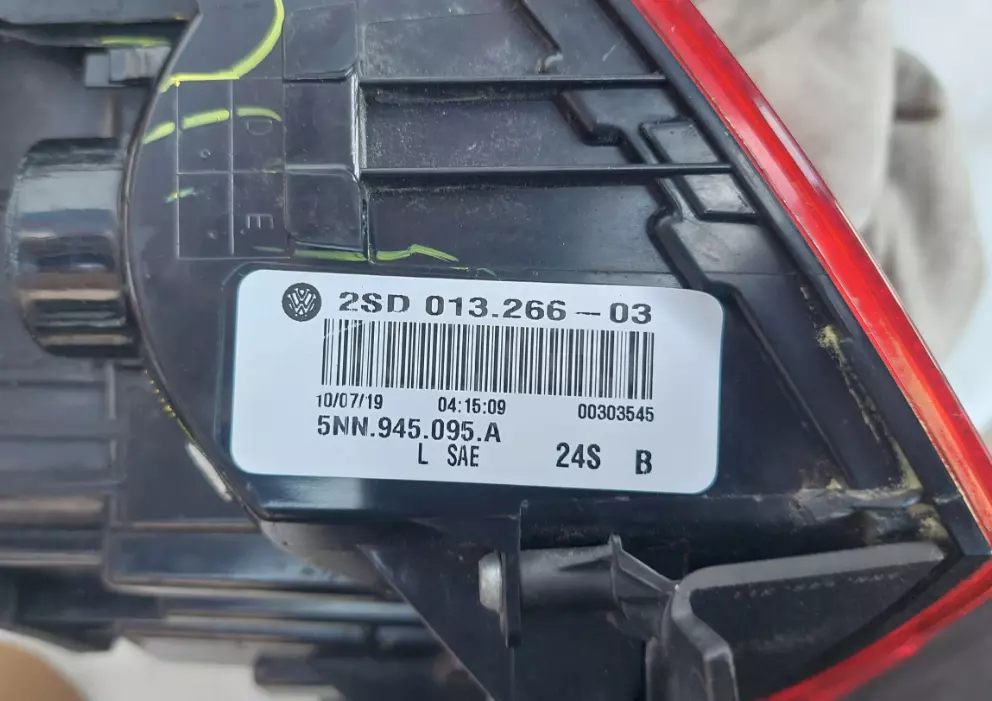 D
E
2SD 013.266-03
10/07/19 04:15:09 00303545
5NN.945.095.A
L SAE 24S B